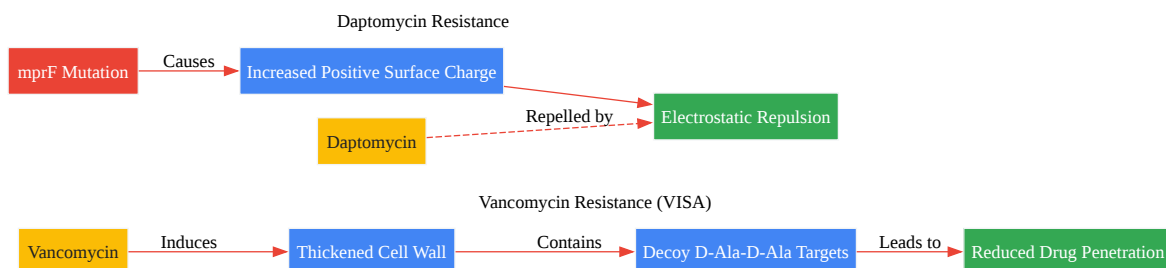 Daptomycin Resistance
mprF Mutation
Causes
Increased Positive Surface Charge
Daptomycin
Repelled by
Electrostatic Repulsion
Vancomycin Resistance (VISA)
Vancomycin
Induces
Thickened Cell Wall
Contains
Decoy D-Ala-D-Ala Targets
Leads to
Reduced Drug Penetration